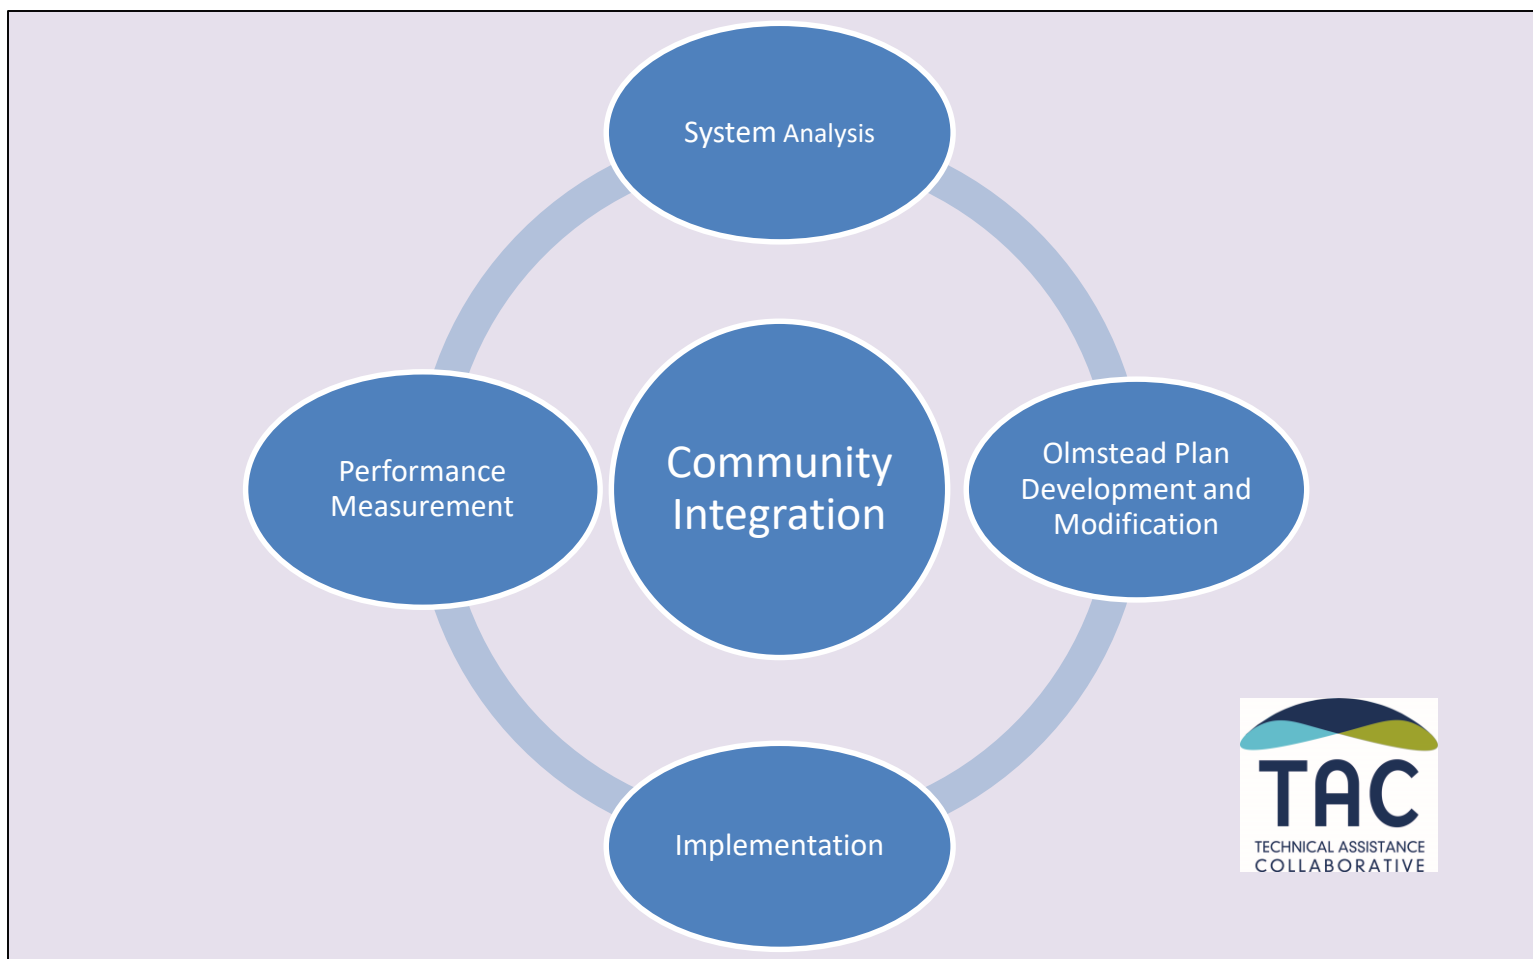 System Analysis
Performance
Measurement
Community
Integration
Olmstead Plan
Development and
Modification
Implementation
TAC
TECHNICAL ASSISTANCE
COLLABORATIVE